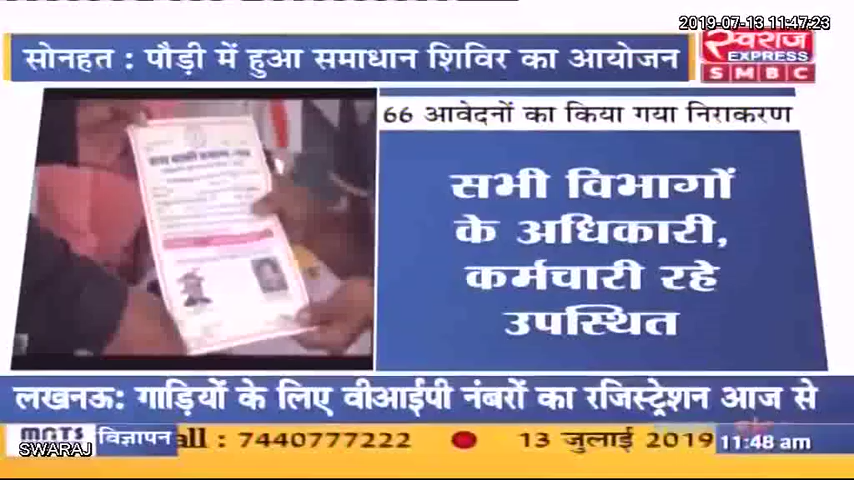 2019-07-13 11:47:23
सोनहत : पौड़ी में हुआ समाधान शिविर का आयोजन
स्वराज
EXPRESS
SMBC
66 आवेदनों का किया गया निराकरण
सभी विभागों
के अधिकारी,
कर्मचारी रहे
उपस्थित
लखनऊ: गाड़ियों के लिए वीआईपी नंबरों का रजिस्ट्रेशन आज से
विज्ञापन all : 7440777222 13 जुलाई 2019 11:48 am
SWARAJ